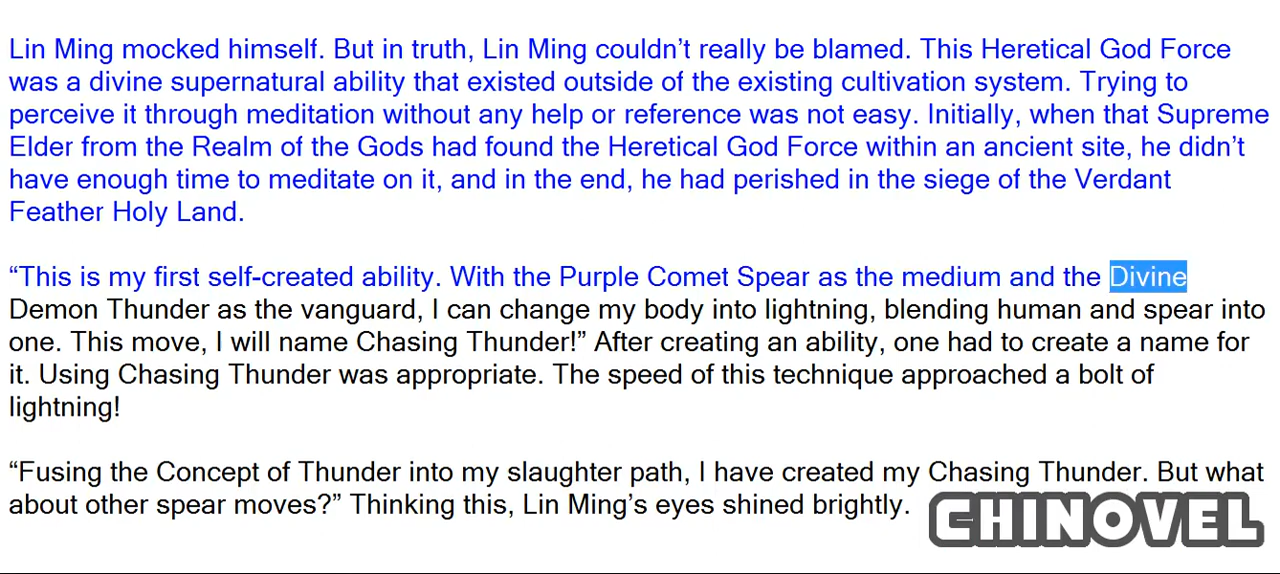 Lin Ming mocked himself. But in truth, Lin Ming couldn’t really be blamed. This Heretical God Force
was a divine supernatural ability that existed outside of the existing cultivation system. Trying to
perceive it through meditation without any help or reference was not easy. Initially, when that Supreme
Elder from the Realm of the Gods had found the Heretical God Force within an ancient site, he didn’t
have enough time to meditate on it, and in the end, he had perished in the siege of the Verdant
Feather Holy Land.
“This is my first self-created ability. With the Purple Comet Spear as the medium and the Divine
Demon Thunder as the vanguard, I can change my body into lightning, blending human and spear into
one. This move, I will name Chasing Thunder!” After creating an ability, one had to create a name for
it. Using Chasing Thunder was appropriate. The speed of this technique approached a bolt of
lightning!
“Fusing the Concept of Thunder into my slaughter path, I have created my Chasing Thunder. But what
about other spear moves?” Thinking this, Lin Ming’s eyes shined brightly.
CHINOVEL